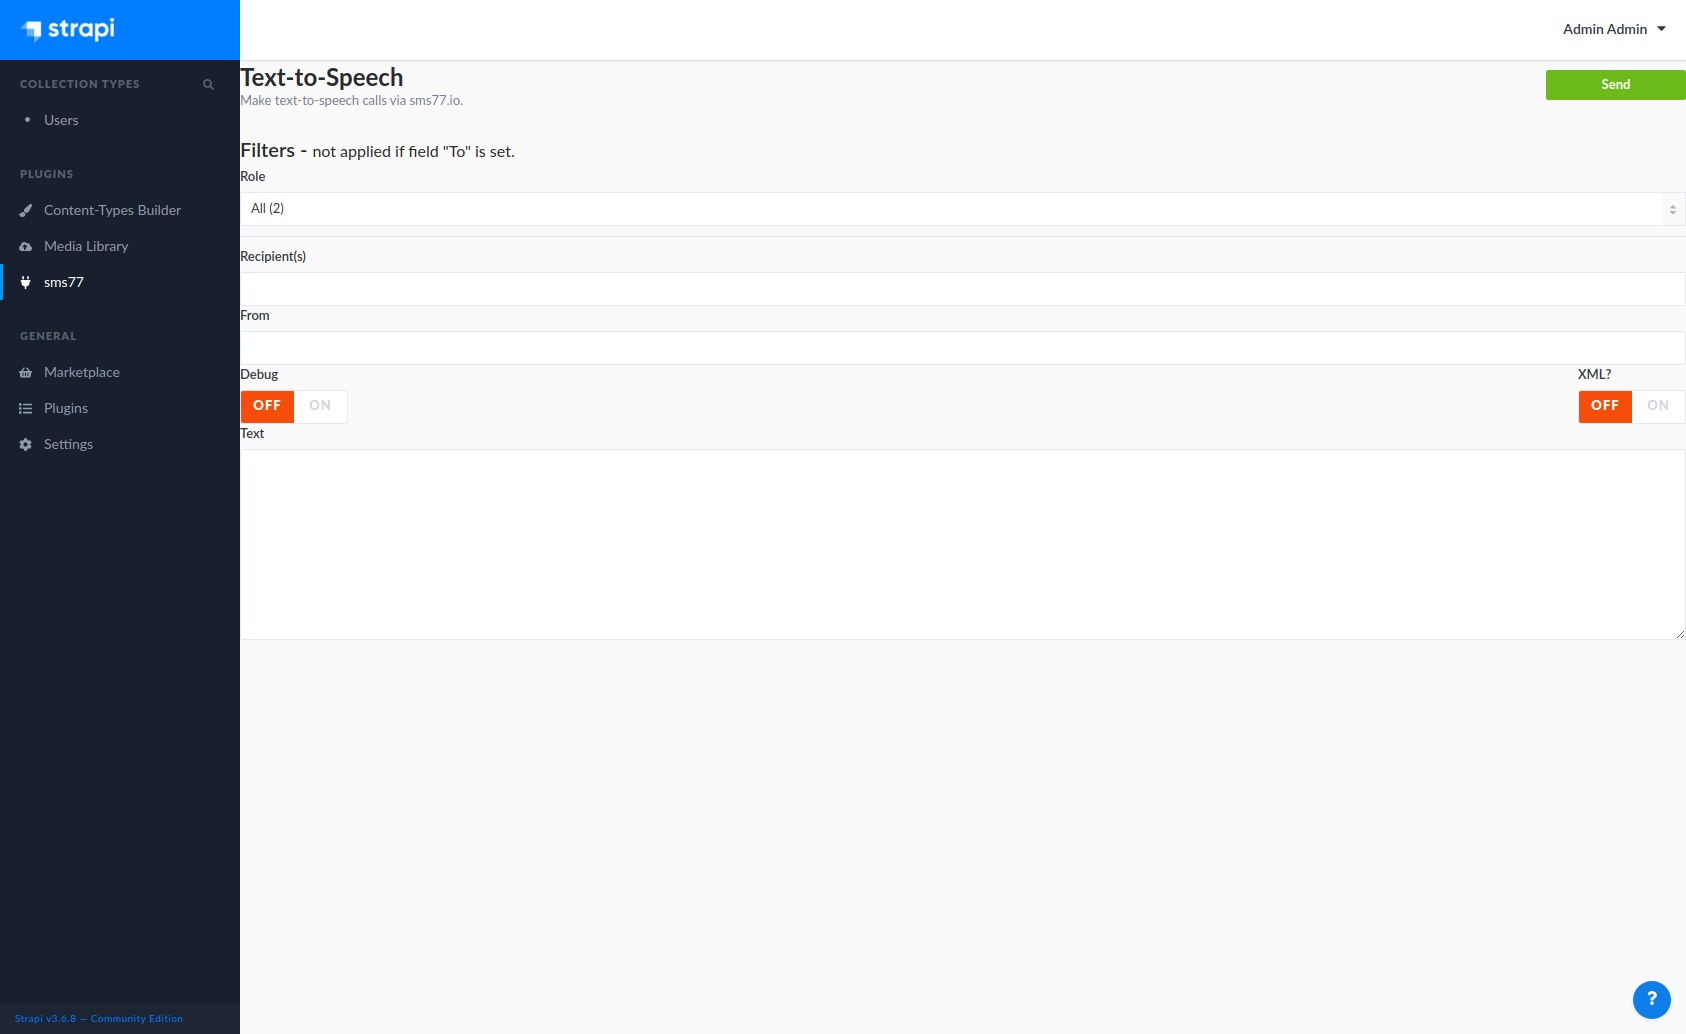 strapi
Admin Admin
COLLECTION TYPES
Users
PLUGINS
Content-Types Builder
Media Library
sms77
GENERAL
Marketplace
Plugins
Settings
Strapi v3.6.8 — Community Edition
Text-to-Speech
Send
Make text-to-speech calls via sms77.io.
Filters - not applied if field "To" is set.
Role
All (2)
Recipient(s)
From
Debug XML?
OFF ON OFF ON
Text
?